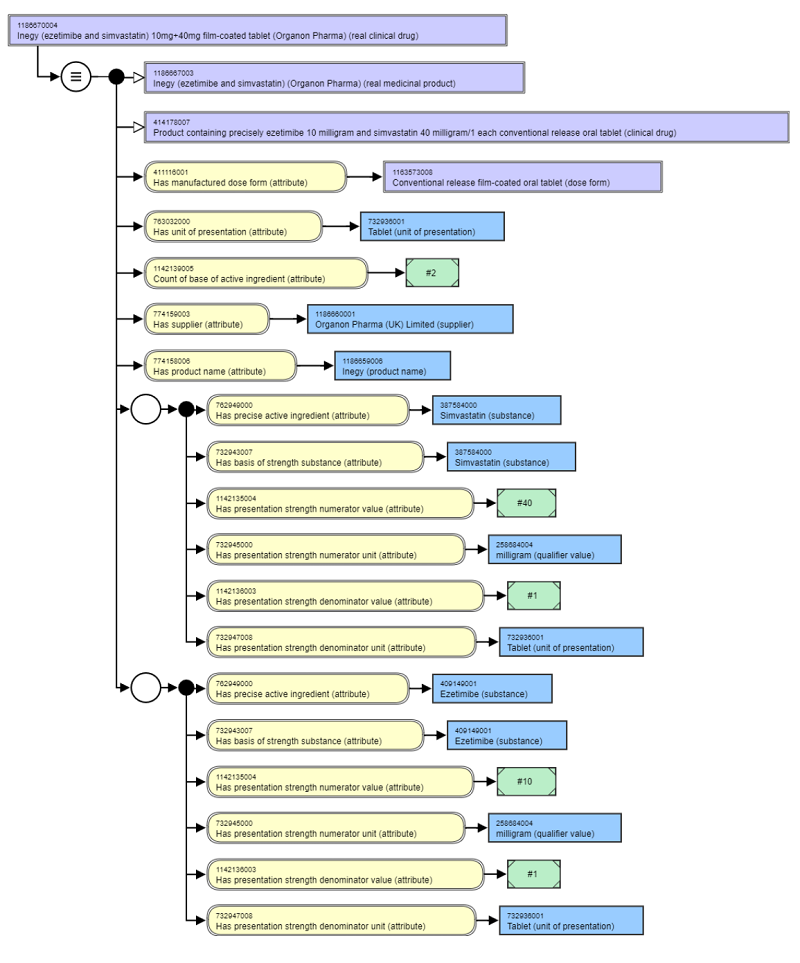 1186670004
Inegy (ezetimibe and simvastatin) 10mg+40mg film-coated tablet (Organon Pharma) (real clinical drug)
1186667003
Inegy (ezetimibe and simvastatin) (Organon Pharma) (real medicinal product)
414178007
Product containing precisely ezetimibe 10 milligram and simvastatin 40 milligram/1 each conventional release oral tablet (clinical drug)
411116001
Has manufactured dose form (attribute)
1163573008
Conventional release film-coated oral tablet (dose form)
763032000
Has unit of presentation (attribute)
732936001
Tablet (unit of presentation)
1142139005
Count of base of active ingredient (attribute)
#2
774159003
Has supplier (attribute)
1186660001
Organon Pharma (UK) Limited (supplier)
774158006
Has product name (attribute)
1186659006
Inegy (product name)
762949000
Has precise active ingredient (attribute)
387584000
Simvastatin (substance)
732943007
Has basis of strength substance (attribute)
387584000
Simvastatin (substance)
1142135004
Has presentation strength numerator value (attribute)
#40
732945000
Has presentation strength numerator unit (attribute)
258684004
milligram (qualifier value)
1142136003
Has presentation strength denominator value (attribute)
#1
732947008
Has presentation strength denominator unit (attribute)
732936001
Tablet (unit of presentation)
762949000
Has precise active ingredient (attribute)
409149001
Ezetimibe (substance)
732943007
Has basis of strength substance (attribute)
409149001
Ezetimibe (substance)
1142135004
Has presentation strength numerator value (attribute)
#10
732945000
Has presentation strength numerator unit (attribute)
258684004
milligram (qualifier value)
1142136003
Has presentation strength denominator value (attribute)
#1
732947008
Has presentation strength denominator unit (attribute)
732936001
Tablet (unit of presentation)